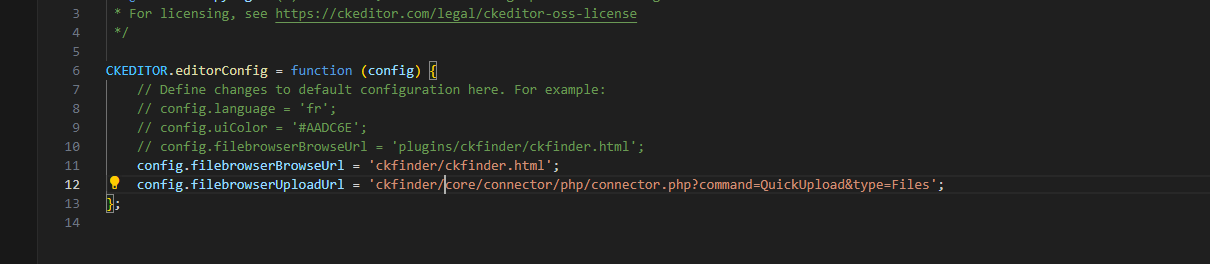 3 * For licensing, see https://ckeditor.com/legal/ckeditor-oss-license
4 */
5
6 CKEDITOR.editorConfig = function (config) {
7 // Define changes to default configuration here. For example:
8 // config.language = 'fr';
9 // config.uiColor = '#AADC6E';
10 // config.filebrowserBrowseUrl = 'plugins/ckfinder/ckfinder.html';
11 config.filebrowserBrowseUrl = 'ckfinder/ckfinder.html';
12 config.filebrowserUploadUrl = 'ckfinder/core/connector/php/connector.php?command=QuickUpload&type=Files';
13 };
14